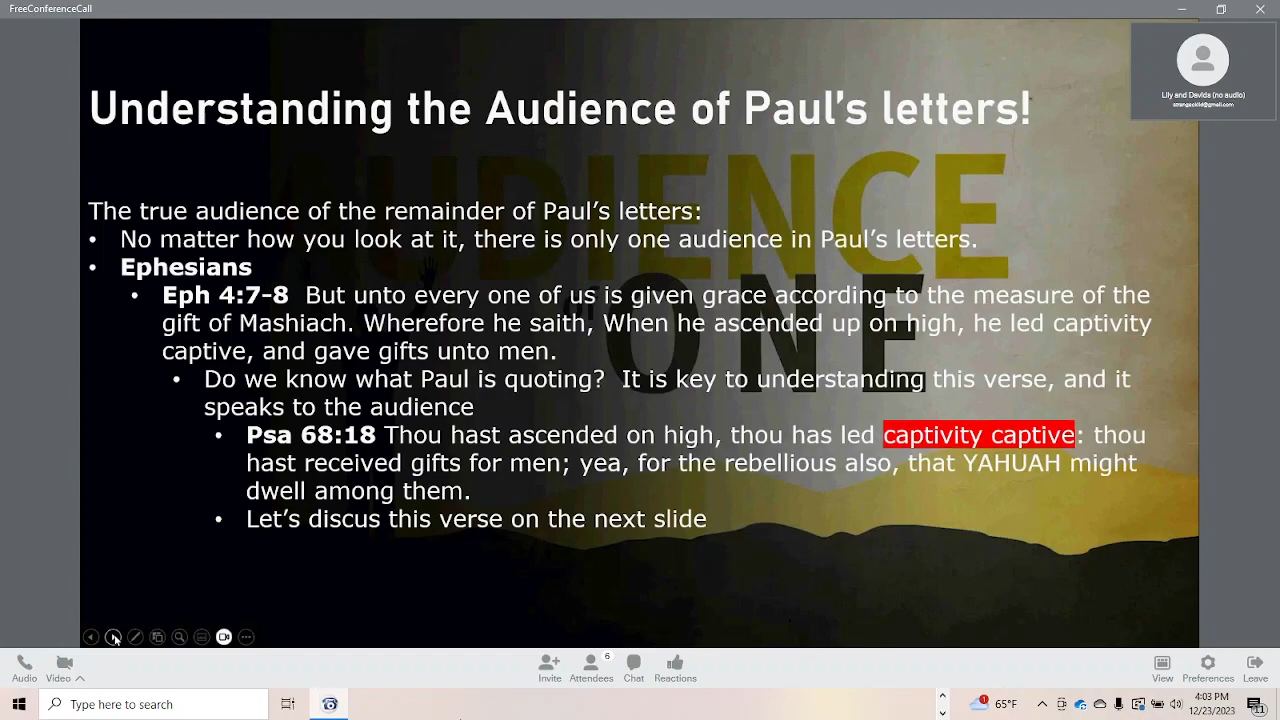 FreeConferenceCall
Lily and Davids (no audio)
Understanding the Audience of Paul's letters!
AUDIENCE
of
ONE
The true audience of the remainder of Paul's letters:
• No matter how you look at it, there is only one audience in Paul's letters.
• Ephesians
• Eph 4:7-8 But unto every one of us is given grace according to the measure of the
gift of Mashiach. Wherefore he saith, When he ascended up on high, he led captivity
captive, and gave gifts unto men.
• Do we know what Paul is quoting? It is key to understanding this verse, and it
speaks to the audience
• Psa 68:18 Thou hast ascended on high, thou has led captivity captive: thou
hast received gifts for men; yea, for the rebellious also, that YAHUAH might
dwell among them.
• Let's discus this verse on the next slide
Audio
Video
Invite
6
Attendees
Chat
Reactions
View
Preferences
Leave
Type here to search
1
65°F
4:03 PM
12/23/2023
11